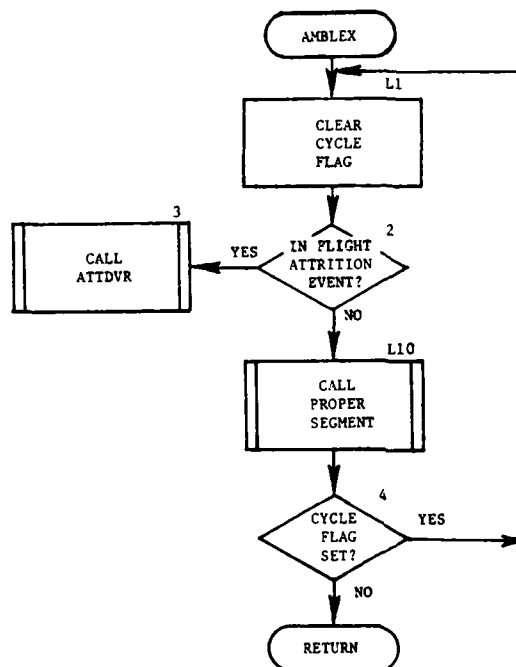 AMBLEX
L1
CLEAR
CYCLE
FLAG
3
CALL
ATTDVR
YES
2
IN FLIGHT
ATTRITION
EVENT?
NO
L10
CALL
PROPER
SEGMENT
4
CYCLE
FLAG
SET?
YES
NO
RETURN